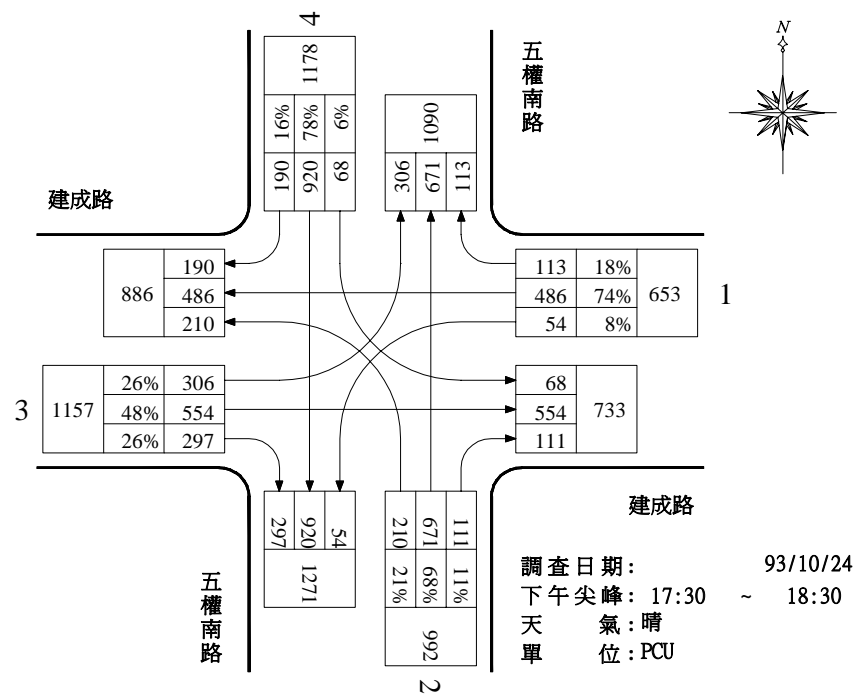 4
1178
16% 78% 6%
190 920 68
1090
306 671 113
五權南路
N
建成路
190
886 486
210
113 18%
486 74% 653
54 8%
1
3
26% 306
1157 48% 554
26% 297
68
554 733
111
297 920 54
1271
210 671 111
21% 68% 11%
992
2
五權南路
建成路
調查日期: 93/10/24
下午尖峰: 17:30 ~ 18:30
天 氣:晴
單 位:PCU